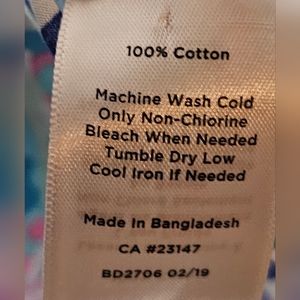 100% Cotton
Machine Wash Cold
Only Non-Chlorine
Bleach When Needed
Tumble Dry Low
Cool Iron If Needed
Made In Bangladesh
CA #23147
BD2706 02/19